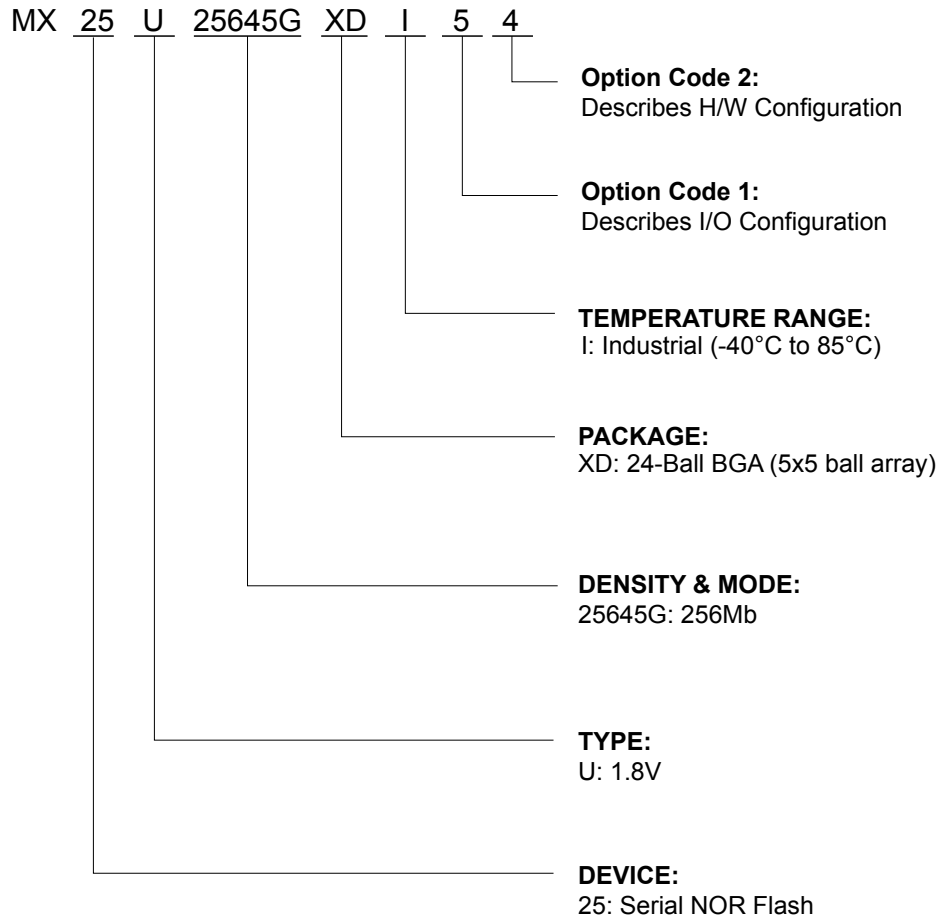 MX 25 U 25645G XD I 5 4
Option Code 2:
Describes H/W Configuration
Option Code 1:
Describes I/O Configuration
TEMPERATURE RANGE:
I: Industrial (-40°C to 85°C)
PACKAGE:
XD: 24-Ball BGA (5x5 ball array)
DENSITY & MODE:
25645G: 256Mb
TYPE:
U: 1.8V
DEVICE:
25: Serial NOR Flash